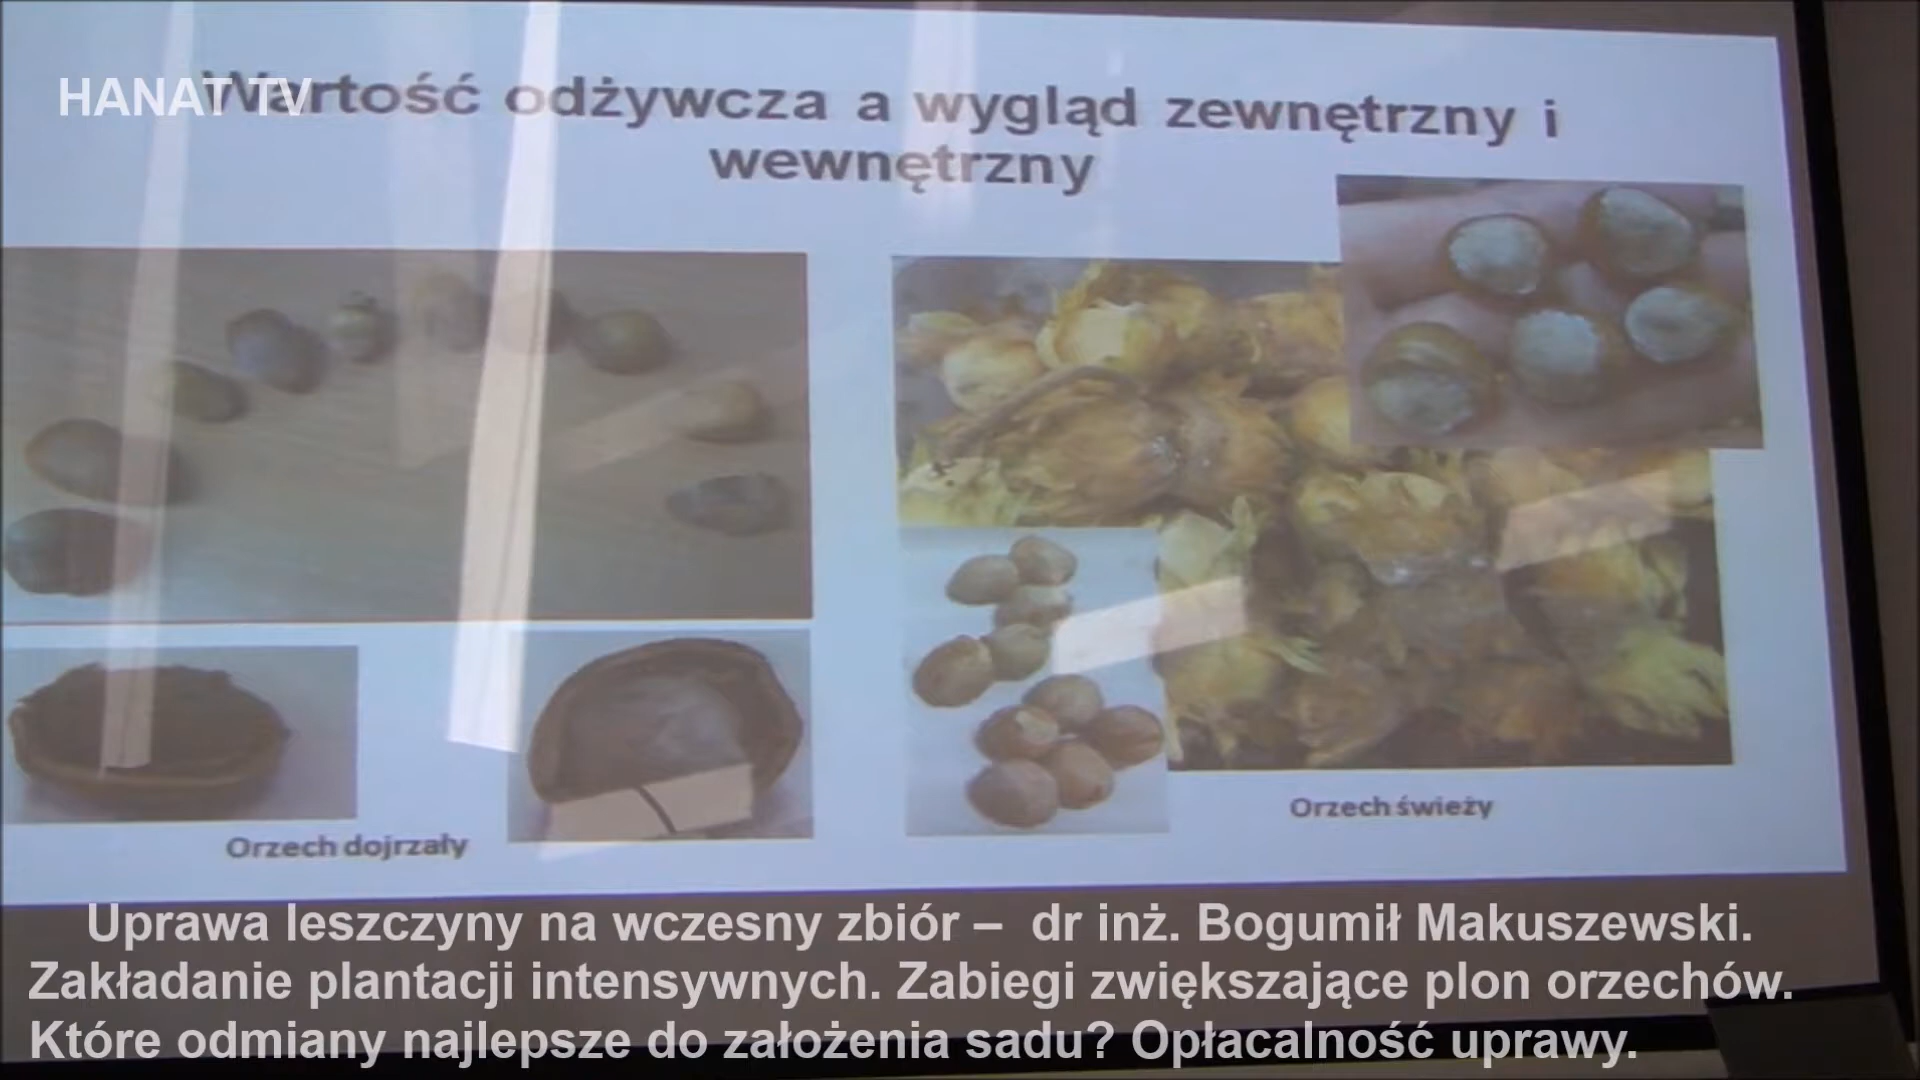 HANAT TV
Wartość odżywcza a wygląd zewnętrzny i
wewnętrzny
Orzech dojrzały
Orzech świeży
Uprawa leszczyny na wczesny zbiór – dr inż. Bogumił Makuszewski.
Zakładanie plantacji intensywnych. Zabiegi zwiększające plon orzechów.
Które odmiany najlepsze do założenia sadu? Opłacalność uprawy.